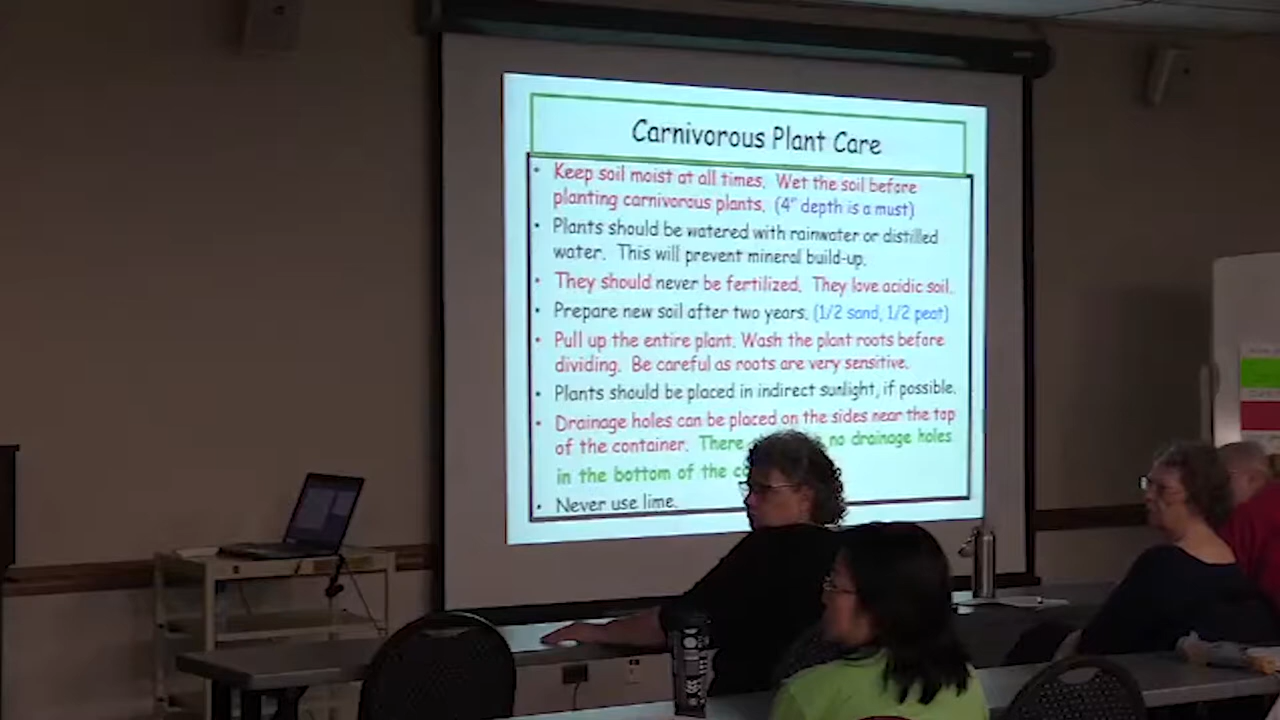 Carnivorous Plant Care
• Keep soil moist at all times. Wet the soil before
planting carnivorous plants. (4" depth is a must)
• Plants should be watered with rainwater or distilled
water. This will prevent mineral build-up.
• They should never be fertilized. They love acidic soil.
• Prepare new soil after two years. (1/2 sand, 1/2 peat)
• Pull up the entire plant. Wash the plant roots before
dividing. Be careful as roots are very sensitive.
• Plants should be placed in indirect sunlight, if possible.
• Drainage holes can be placed on the sides near the top
of the container. There no drainage holes
in the bottom of the
• Never use lime.